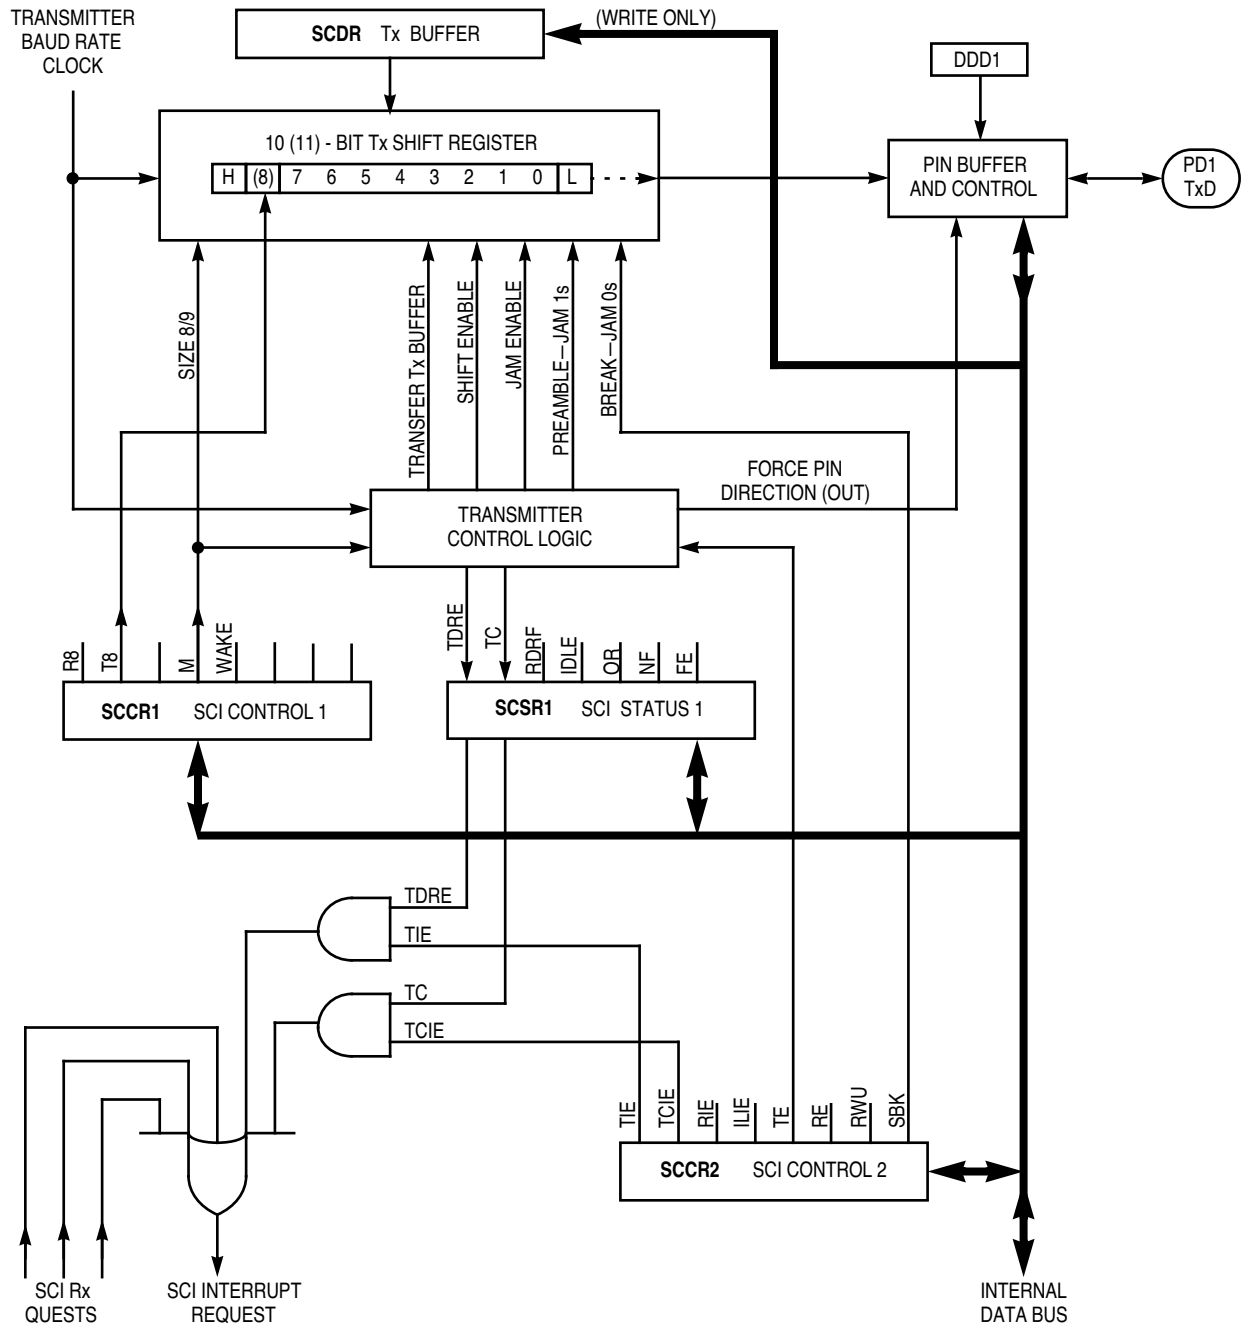 TRANSMITTER
BAUD RATE
CLOCK
SCDR Tx BUFFER
(WRITE ONLY)
DDD1
10 (11) - BIT Tx SHIFT REGISTER
H (8) 7 6 5 4 3 2 1 0 L
PIN BUFFER
AND CONTROL
PD1
TxD
SIZE 8/9
TRANSFER Tx BUFFER
SHIFT ENABLE
JAM ENABLE
PREAMBLE—JAM 1s
BREAK—JAM 0s
FORCE PIN
DIRECTION (OUT)
TRANSMITTER
CONTROL LOGIC
TDRE
TC
R8
T8
M
WAKE
RDRF
IDLE
OR
NF
FE
SCCR1 SCI CONTROL 1
SCSR1 SCI STATUS 1
TDRE
TIE
TC
TCIE
TIE
TCIE
RIE
ILIE
TE
RE
RWU
SBK
SCCR2 SCI CONTROL 2
SCI Rx
QUESTS
SCI INTERRUPT
REQUEST
INTERNAL
DATA BUS